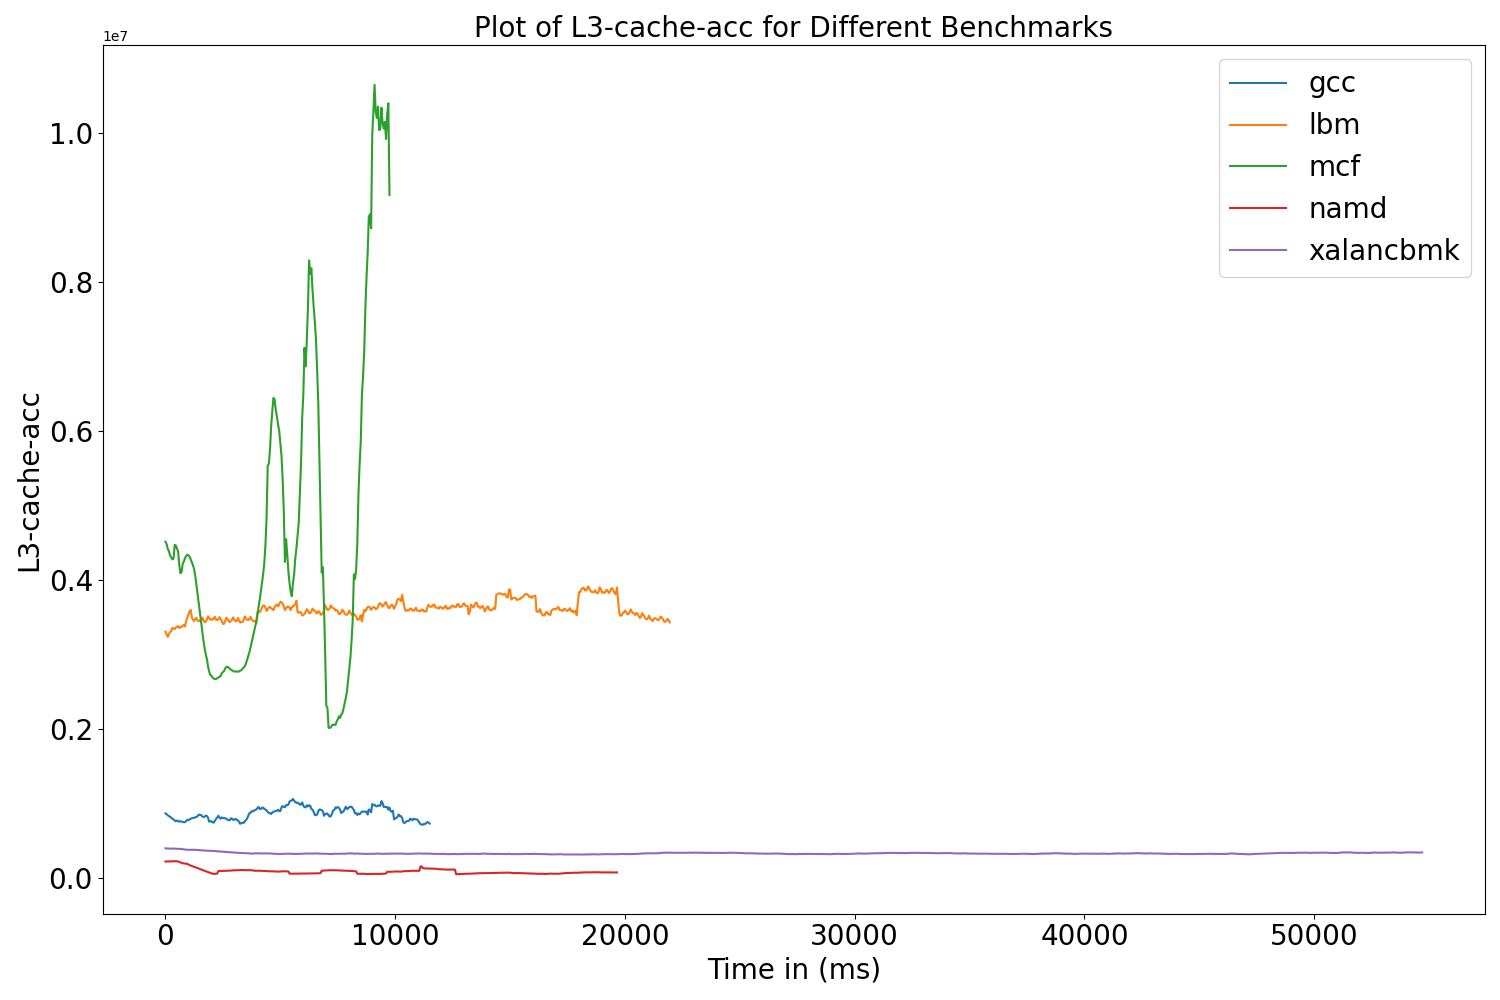 Plot of L3-cache-acc for Different Benchmarks
1e7
gcc
lbm
mcf
namd
xalancbmk
1.0
0.8
0.6
0.4
0.2
0.0
L3-cache-acc
0 10000 20000 30000 40000 50000
Time in (ms)